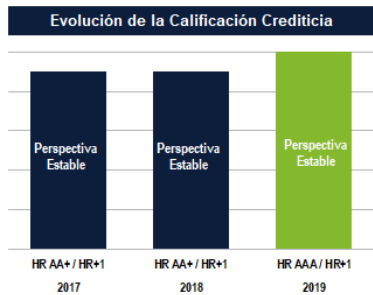 Evolución de la Calificación Crediticia
Perspectiva
Estable
Perspectiva
Estable
Perspectiva
Estable
HR AA+ / HR+1
HR AA+ / HR+1
HR AAA / HR+1
2017
2018
2019